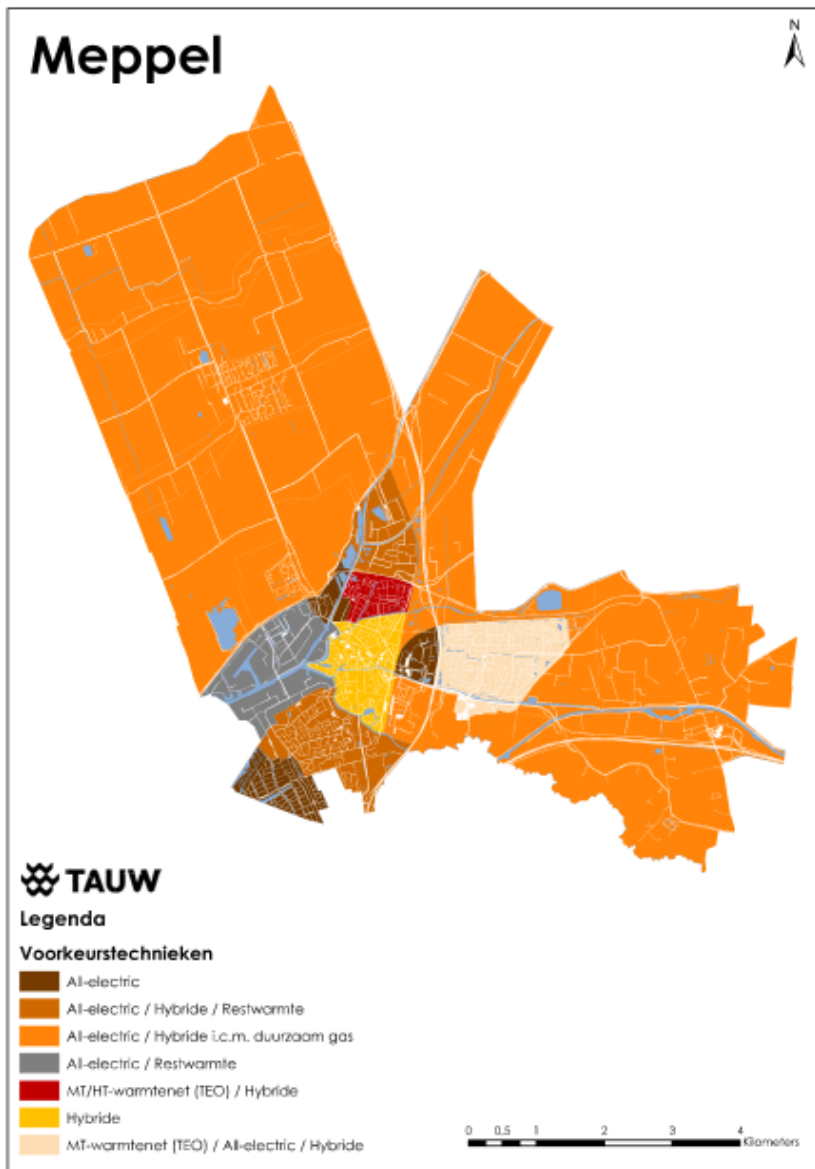 Meppel
N
TAUW
Legenda
Voorkeurstechnieken
All-electric
All-electric / Hybride / Restwarmte
All-electric / Hybride i.c.m. duurzaam gas
All-electric / Restwarmte
MT/HT-warmtenet (TEO) / Hybride
Hybride
MT-warmtenet (TEO) / All-electric / Hybride
0 0.5 1 2 3 4
Kilometers